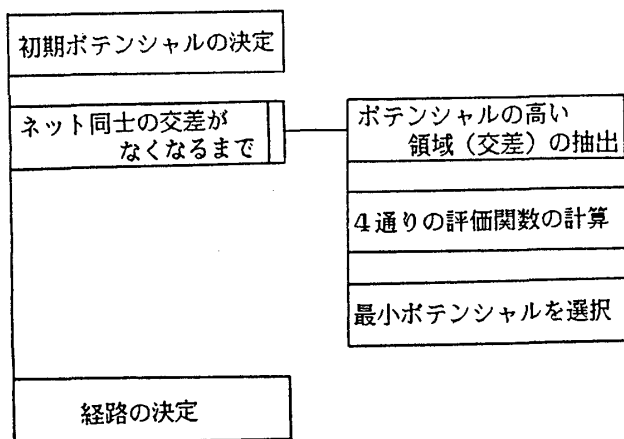 初期ポテンシャルの決定
ネット同士の交差が
なくなるまで
ポテンシャルの高い
領域（交差）の抽出
４通りの評価関数の計算
最小ポテンシャルを選択
経路の決定